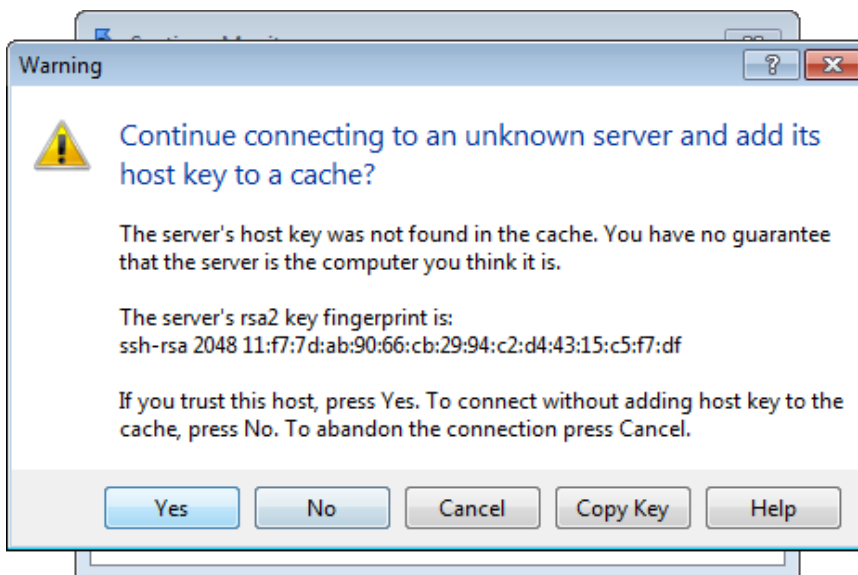 Warning
Continue connecting to an unknown server and add its
host key to a cache?
The server's host key was not found in the cache. You have no guarantee
that the server is the computer you think it is.
The server's rsa2 key fingerprint is:
ssh-rsa 2048 11:f7:7d:ab:90:66:cb:29:94:c2:d4:43:15:c5:f7:df
If you trust this host, press Yes. To connect without adding host key to the
cache, press No. To abandon the connection press Cancel.
Yes No Cancel Copy Key Help